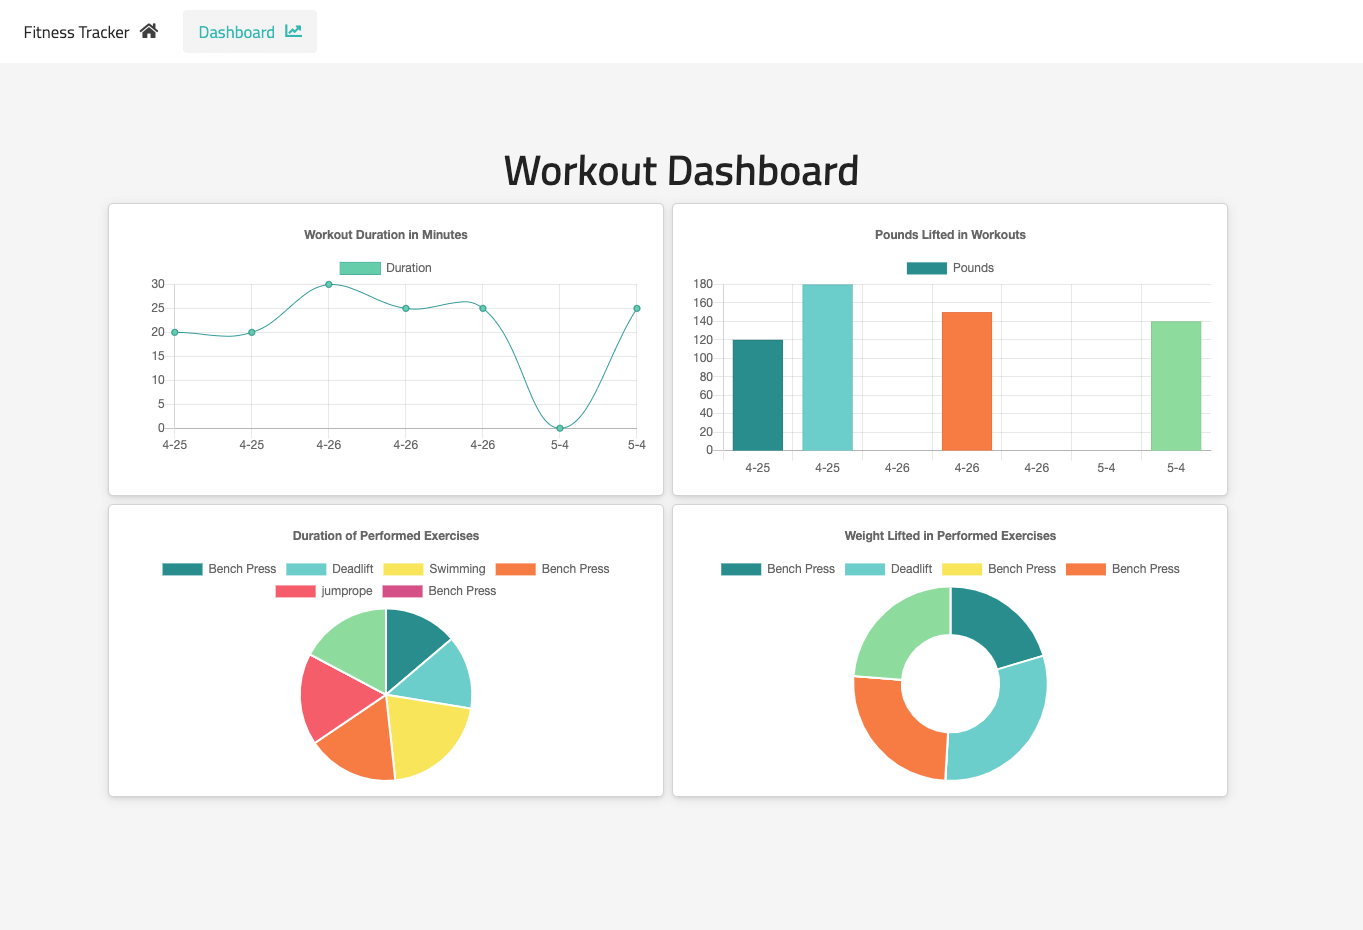 Fitness Tracker Dashboard
Workout Dashboard
Workout Duration in Minutes
Duration
30
25
20
15
10
5
0
4-25 4-25 4-26 4-26 4-26 5-4 5-4
Pounds Lifted in Workouts
Pounds
180
160
140
120
100
80
60
40
20
0
4-25 4-25 4-26 4-26 4-26 5-4 5-4
Duration of Performed Exercises
Bench Press Deadlift Swimming Bench Press
jumprope Bench Press
Weight Lifted in Performed Exercises
Bench Press Deadlift Bench Press Bench Press